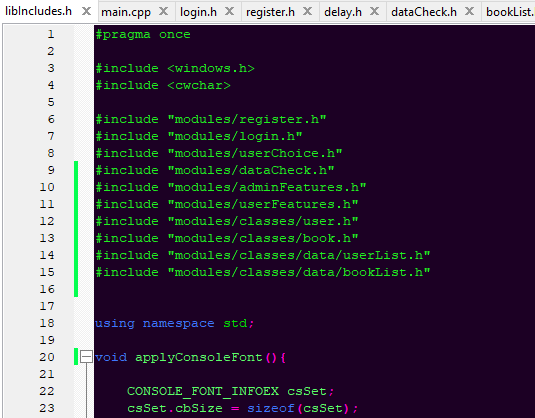 libIncludes.h main.cpp login.h register.h delay.h dataCheck.h bookList.
1 #pragma once
2
3 #include <windows.h>
4 #include <cwchar>
5
6 #include "modules/register.h"
7 #include "modules/login.h"
8 #include "modules/userChoice.h"
9 #include "modules/dataCheck.h"
10 #include "modules/adminFeatures.h"
11 #include "modules/userFeatures.h"
12 #include "modules/classes/user.h"
13 #include "modules/classes/book.h"
14 #include "modules/classes/data/userList.h"
15 #include "modules/classes/data/bookList.h"
16
17
18 using namespace std;
19
20 void applyConsoleFont(){
21
22 CONSOLE_FONT_INFOEX csSet;
23 csSet.cbSize = sizeof(csSet);